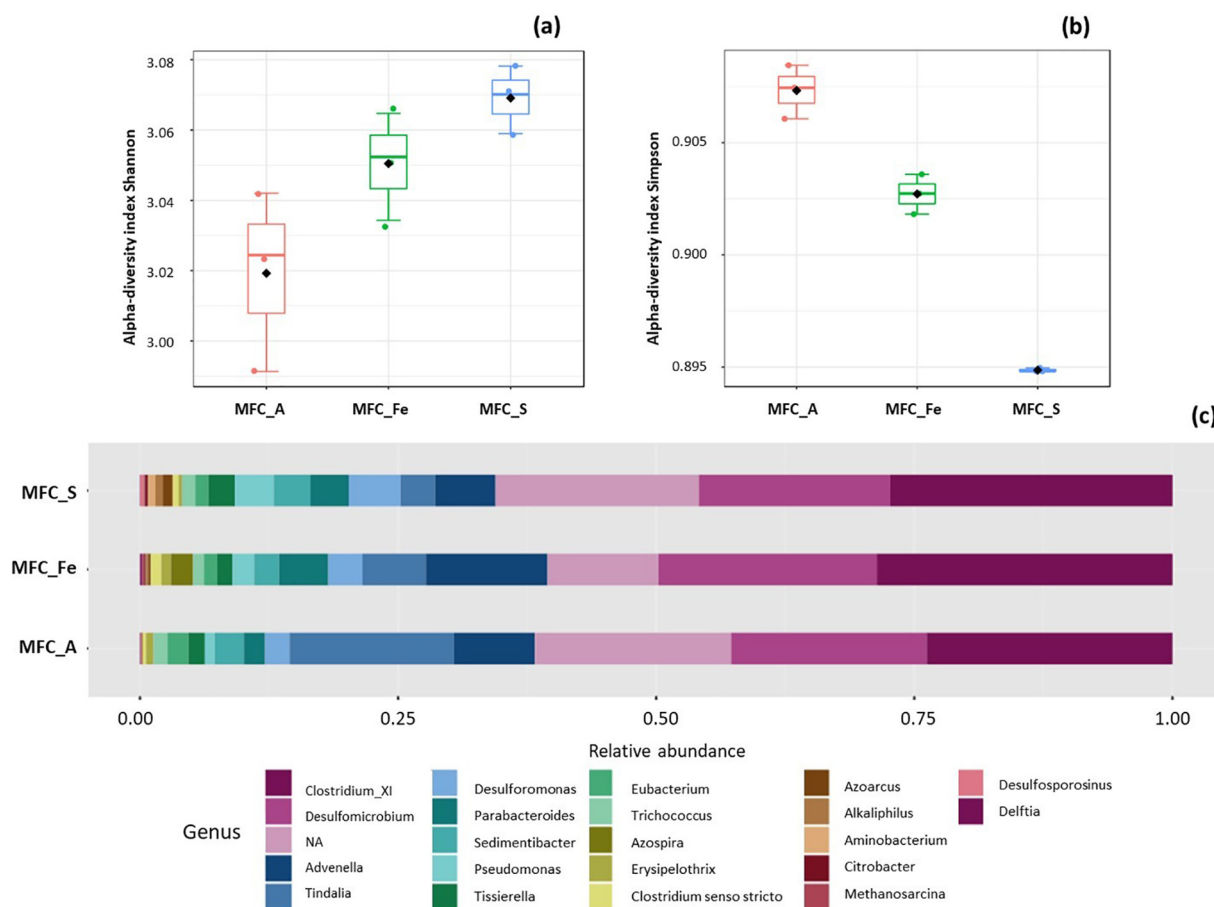 (a)
(b)
Alpha-diversity index Shannon
3.08
3.06
3.04
3.02
3.00
MFC_A
MFC_Fe
MFC_S
Alpha-diversity index Simpson
0.905
0.900
0.895
MFC_A
MFC_Fe
MFC_S
(c)
MFC_S
MFC_Fe
MFC_A
0.00
0.25
0.50
0.75
1.00
Relative abundance
Genus
Clostridium_XI
Desulfomicrobium
NA
Advenella
Tindalia
Desulforomonas
Parabacteroides
Sedimentibacter
Pseudomonas
Tissierella
Eubacterium
Trichococcus
Azospira
Erysipelothrix
Clostridium senso stricto
Azoarcus
Alkaliphilus
Aminobacterium
Citrobacter
Methanosarcina
Desulfosporosinus
Delftia